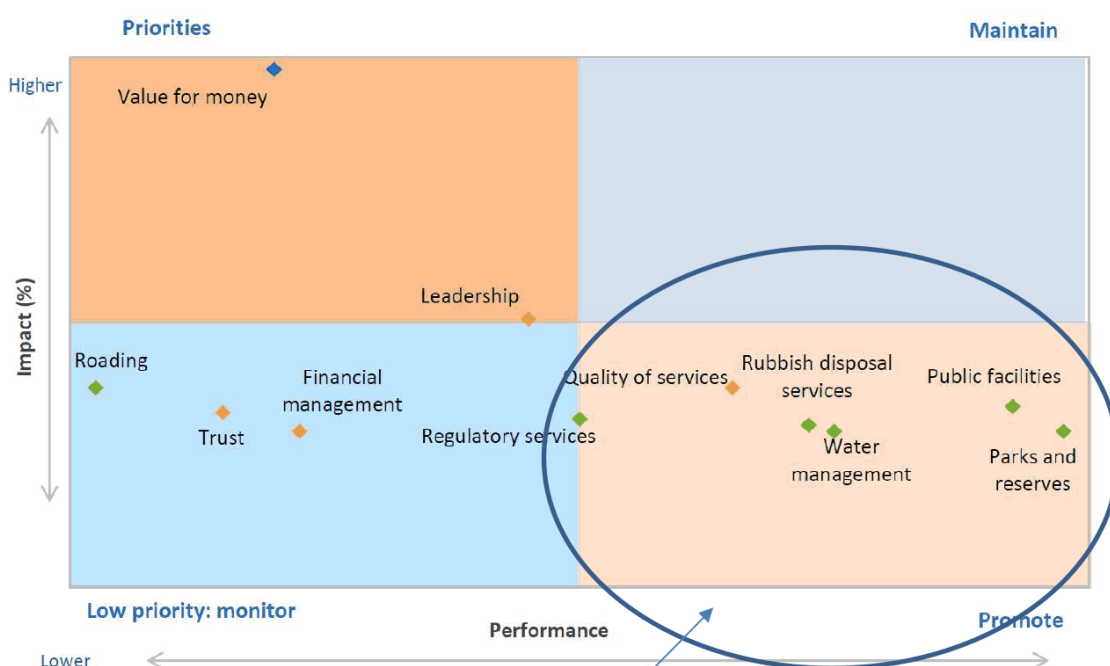 Priorities
Maintain
Higher
Value for money
Impact (%)
Leadership
Roading
Financial
management
Trust
Regulatory services
Quality of services
Rubbish disposal
services
Water
management
Public facilities
Parks and
reserves
Low priority: monitor
Performance
Promote
Lower